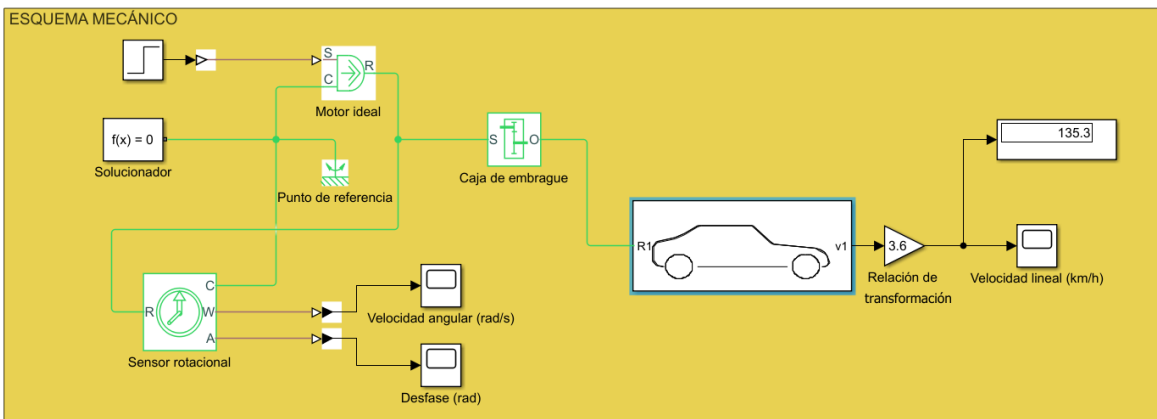 ESQUEMA MECÁNICO
S
C
R
Motor ideal
f(x) = 0
Solucionador
Punto de referencia
S
O
Caja de embrague
135.3
R1
v1
3.6
Relación de
transformación
Velocidad lineal (km/h)
R
C
W
A
Sensor rotacional
Velocidad angular (rad/s)
Desfase (rad)